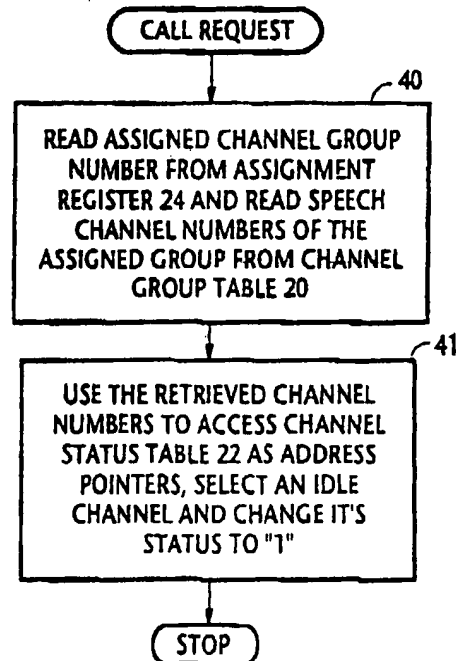 CALL REQUEST
40
READ ASSIGNED CHANNEL GROUP
NUMBER FROM ASSIGNMENT
REGISTER 24 AND READ SPEECH
CHANNEL NUMBERS OF THE
ASSIGNED GROUP FROM CHANNEL
GROUP TABLE 20
41
USE THE RETRIEVED CHANNEL
NUMBERS TO ACCESS CHANNEL
STATUS TABLE 22 AS ADDRESS
POINTERS, SELECT AN IDLE
CHANNEL AND CHANGE IT'S
STATUS TO "1"
STOP